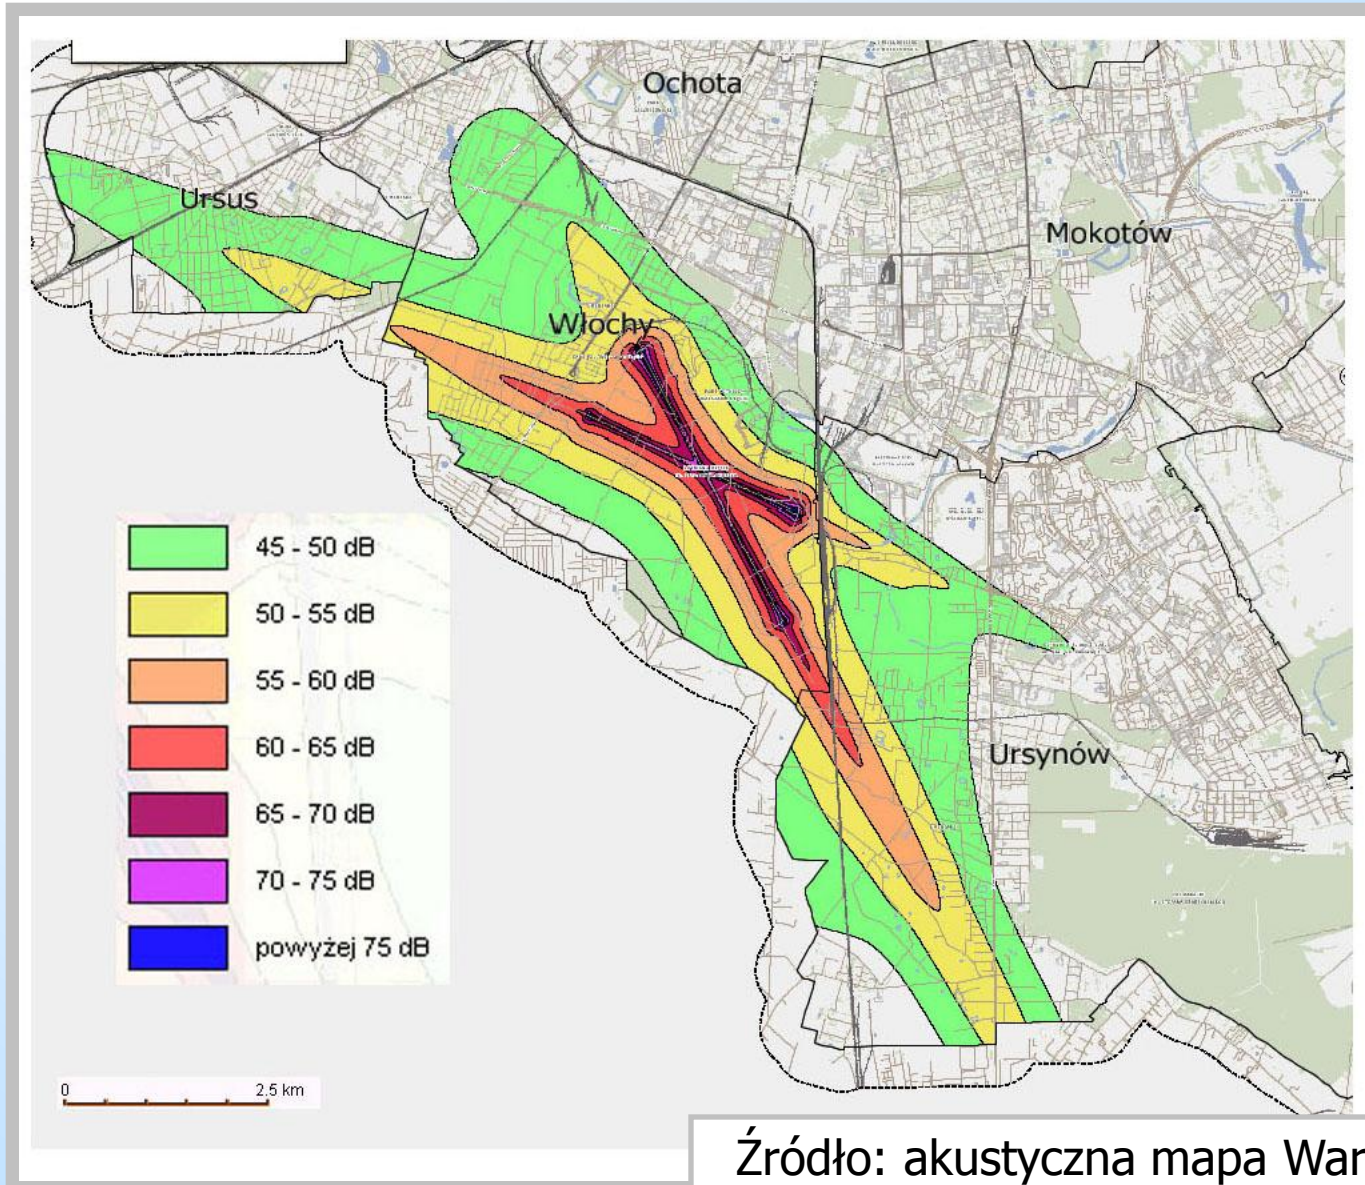 Ochota
Ursus
Mokotów
Włochy
45 - 50 dB
50 - 55 dB
55 - 60 dB
60 - 65 dB
65 - 70 dB
70 - 75 dB
powyżej 75 dB
Ursynów
0 2.5 km
Źródło: akustyczna mapa War